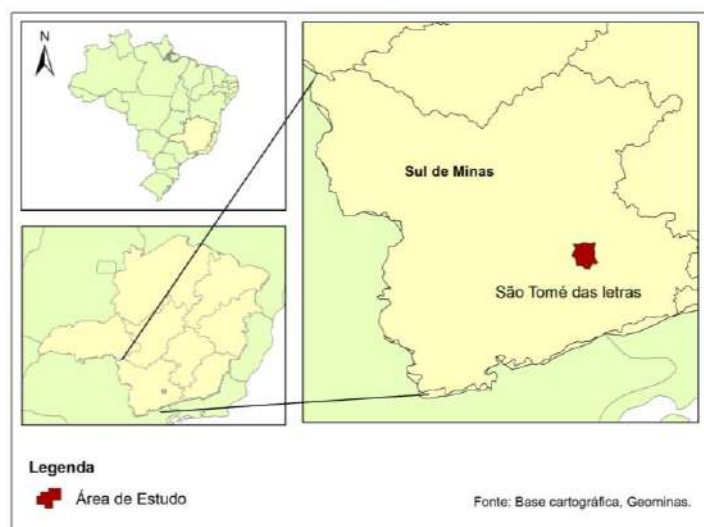 N
Sul de Minas
São Tomé das letras
Legenda
Área de Estudo
Fonte: Base cartográfica, Geominas.